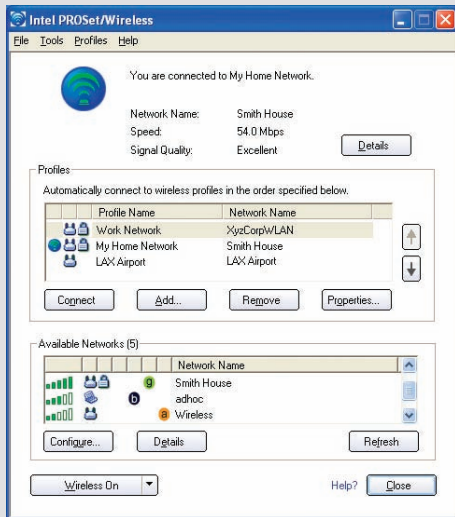 Intel PROSet/Wireless
File Tools Profiles Help
You are connected to My Home Network.
Network Name: Smith House
Speed: 54.0 Mbps
Signal Quality: Excellent
Details
Profiles
Automatically connect to wireless profiles in the order specified below.
Profile Name Network Name
Work Network XyzCorpWLAN
My Home Network Smith House
LAX Airport LAX Airport
Connect Add... Remove Properties...
Available Networks (5)
Network Name
g Smith House
b adhoc
a Wireless
Configure... Details Refresh
Wireless On Help? Close